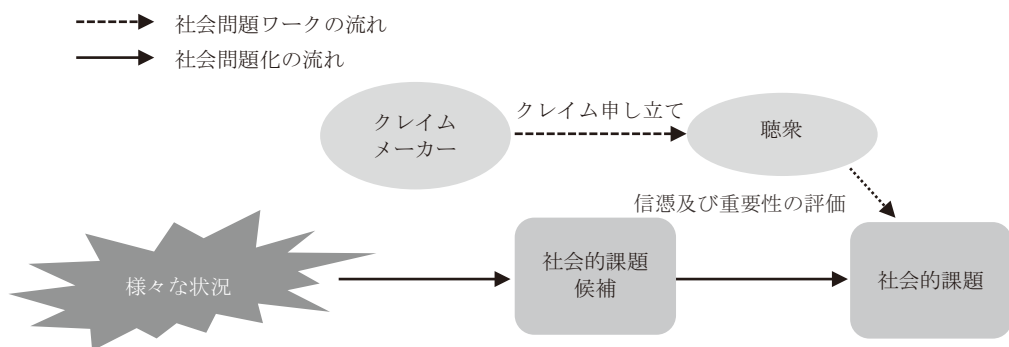 社会問題ワークの流れ
社会問題化の流れ
クレイム申し立て
クレイム
メーカー
聴衆
信憑及び重要性の評価
様々な状況
社会的課題
候補
社会的課題